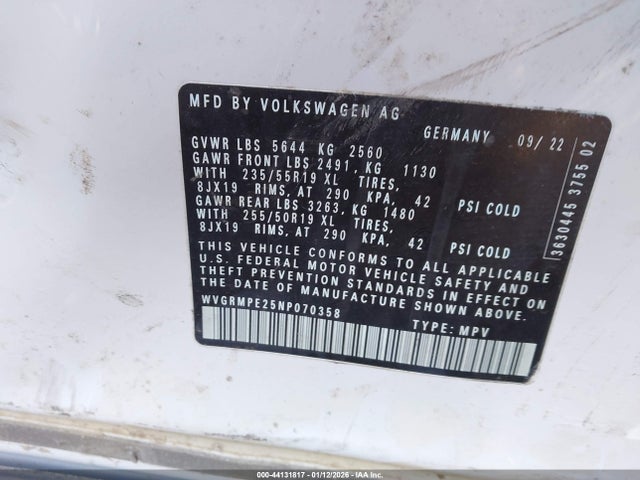 MFD BY VOLKSWAGEN AG
GERMANY 09/22
GVWR LBS 5644 KG 2560
GAWR FRONT LBS 2491, KG 1130
WITH 235/55R19 XL TIRES,
8JX19 RIMS, AT 290 KPA, 42 PSI COLD
GAWR REAR LBS 3263, KG 1480
WITH 255/50R19 XL TIRES,
8JX19 RIMS, AT 290 KPA, 42 PSI COLD
THIS VEHICLE CONFORMS TO ALL APPLICABLE
U.S. FEDERAL MOTOR VEHICLE SAFETY AND
THEFT PREVENTION STANDARDS IN EFFECT ON
THE DATE OF MANUFACTURE SHOWN ABOVE.
WVGRMPE25NP070358
TYPE: MPV
3630445 3755 02
000-44131817 - 01/12/2026 - © IAA Inc.